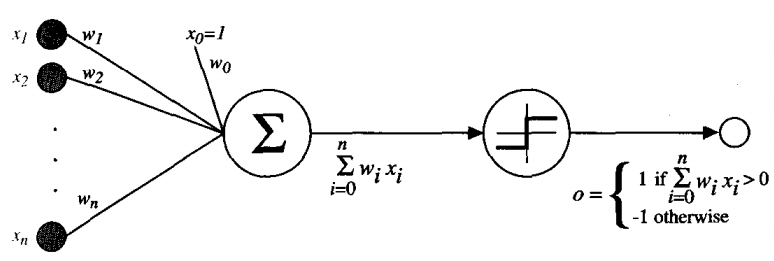 x₁ w₁ x₀=1
x₂ w₂ w₀
.
.
.
wₙ
xₙ
Σ
n
Σ wᵢ xᵢ
i=0
o = { 1 if n Σ i=0 wᵢ xᵢ > 0
-1 otherwise